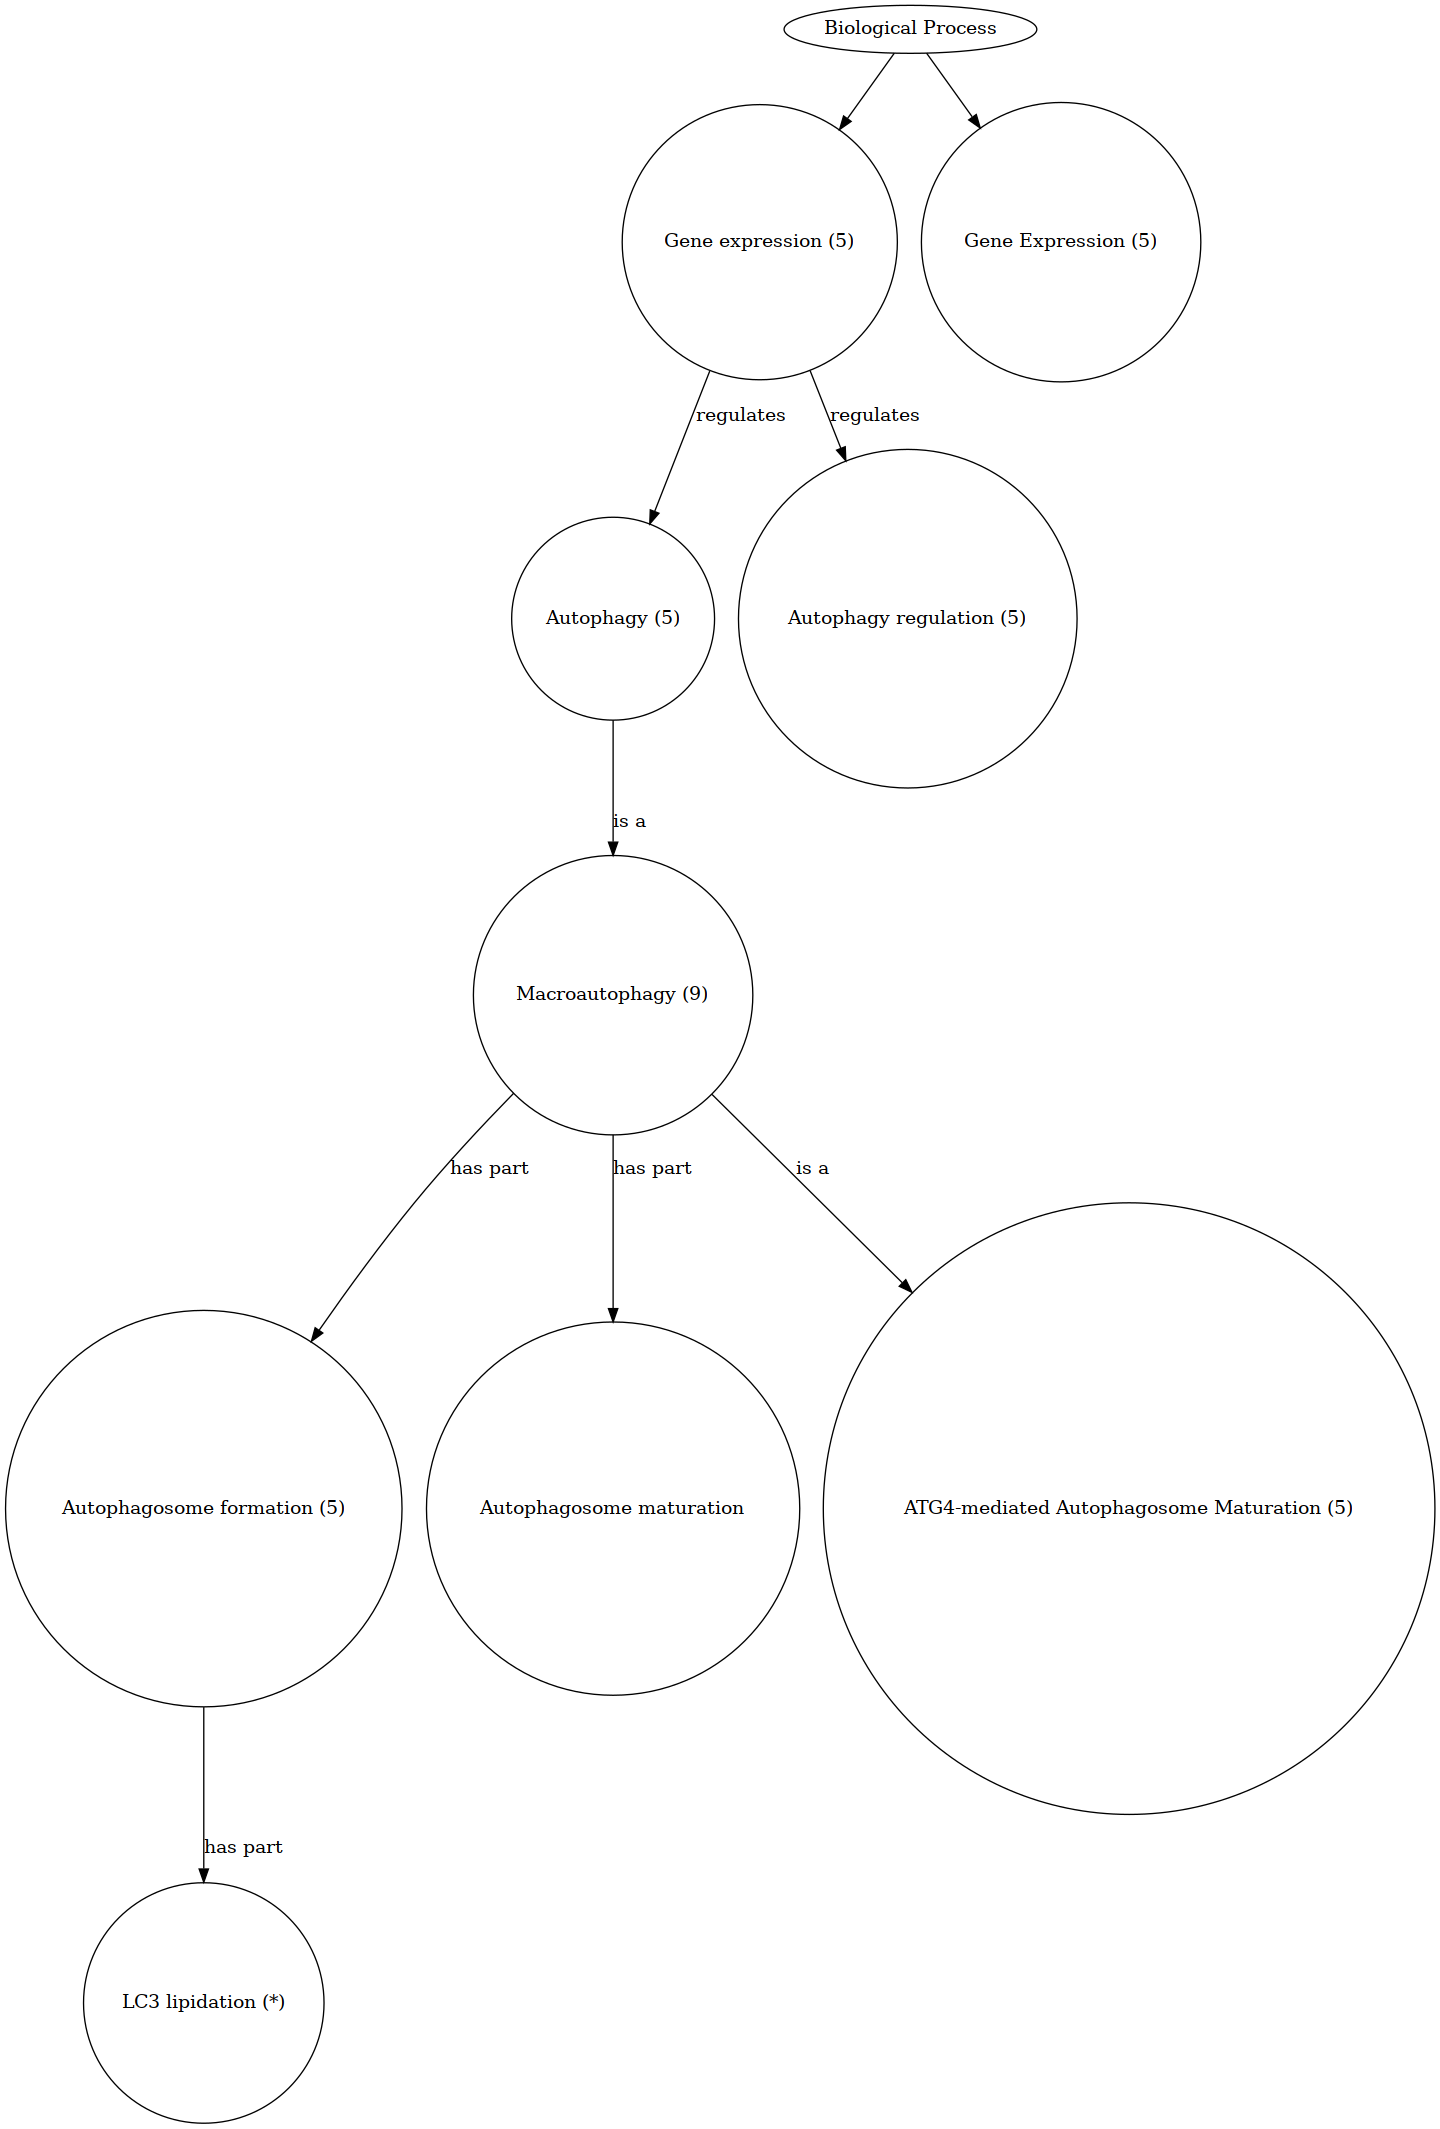 Biological Process
Gene expression (5)
Gene Expression (5)
regulates
regulates
Autophagy (5)
Autophagy regulation (5)
is a
Macroautophagy (9)
has part
has part
is a
Autophagosome formation (5)
Autophagosome maturation
ATG4-mediated Autophagosome Maturation (5)
has part
LC3 lipidation (*)